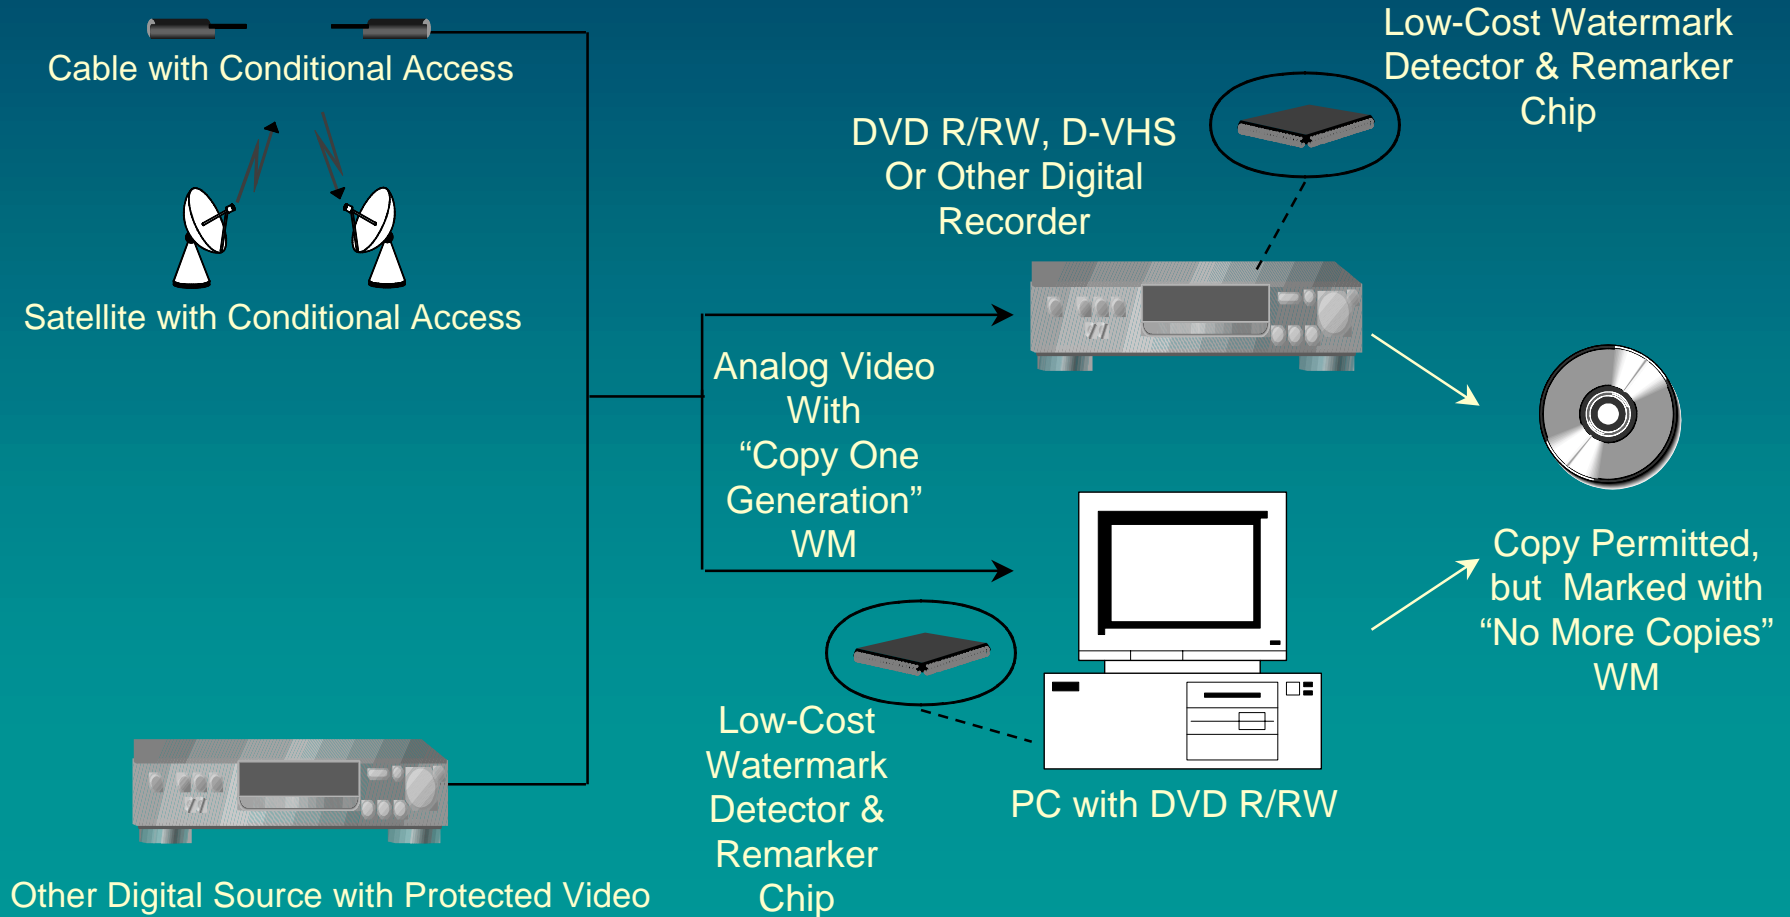 Cable with Conditional Access
Satellite with Conditional Access
Other Digital Source with Protected Video
Analog Video
With
“Copy One
Generation”
WM
DVD R/RW, D-VHS
Or Other Digital
Recorder
Low-Cost Watermark
Detector & Remarker
Chip
Low-Cost
Watermark
Detector &
Remarker
Chip
PC with DVD R/RW
Copy Permitted,
but Marked with
“No More Copies”
WM